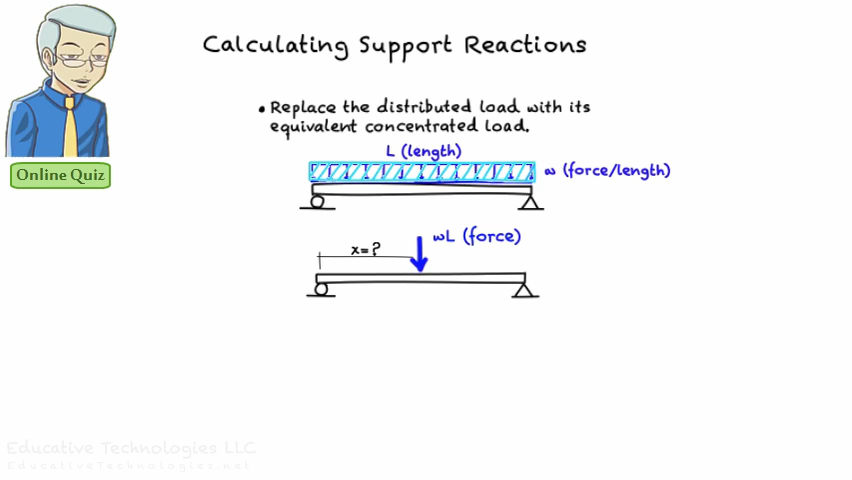 Calculating Support Reactions
• Replace the distributed load with its
equivalent concentrated load.
Online Quiz
L (length)
w (force/length)
wL (force)
x=?
Educative Technologies LLC
EducativeTechnologies.net